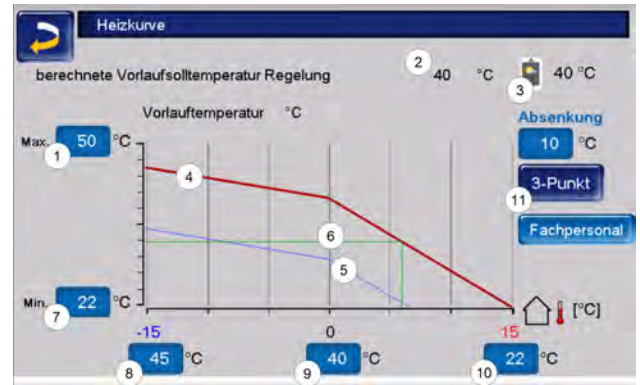 Heizkurve
berechnete Vorlaufsolltemperatur Regelung 2 40 °C 3 40 °C
Vorlauftemperatur °C
Absenkung
Max. 1 50 °C
10 °C
4
3-Punkt
11
6
Fachpersonal
5
Min. 7 22 °C
[°C]
-15 0 15
8 45 °C 9 40 °C 10 22 °C